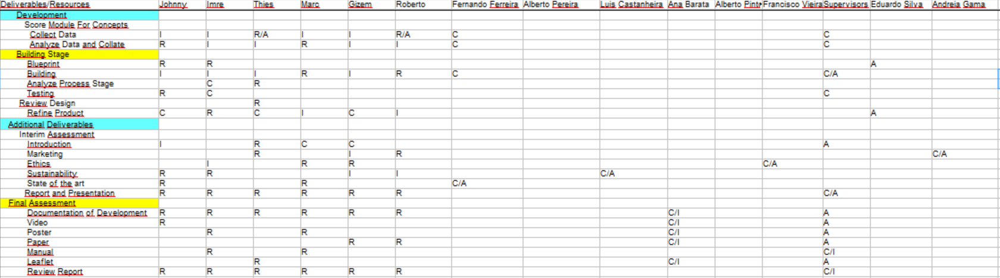 Deliverables/Resources Johnny Imre Thies Marc Gizem Roberto Fernando Ferreira Alberto Pereira Luis Castanheira Ana Barata Alberto Pint Francisco Vieira Supervisors Eduardo Silva Andreia Gama
Development
Score Module For Concepts
Collect Data I I R/A I I R/A C C
Analyze Data and Collate R I I R I I C C
Building Stage
Blueprint R R A
Building I I I R I R C C/A
Analyze Process Stage C R
Testing R C C
Review Design R
Refine Product C R C I C I A
Additional Deliverables
Interim Assessment
Introduction I R C C A
Marketing R I R C/A
Ethics I R R C/A
Sustainability R R I I C/A
State of the art R R C/A
Report and Presentation R R R R R R C/A
Final Assessment
Documentation of Development R R R R R R C/I A
Video R C/I A
Poster R R C/I A
Paper R R C/I A
Manual R R C/I
Leaflet R C/I A
Review Report R R R R R R C/I